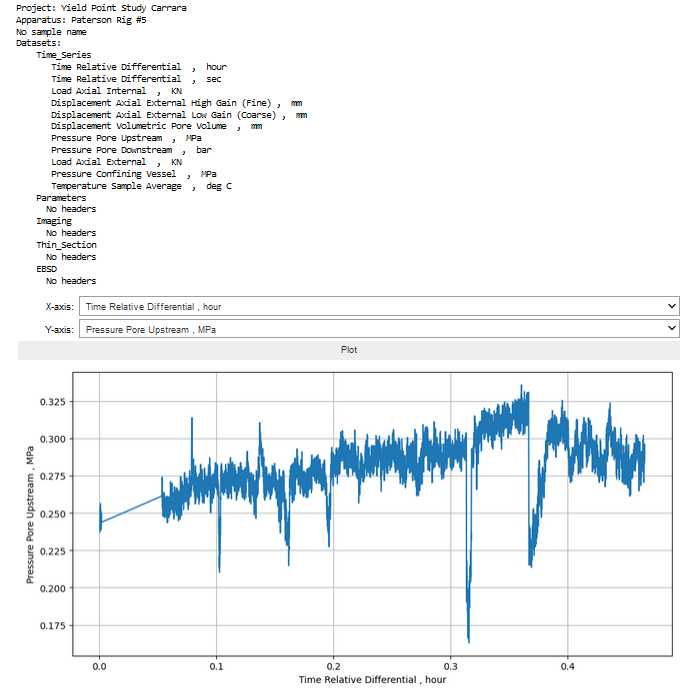 Project: Yield Point Study Carrara
Apparatus: Paterson Rig #5
No sample name
Datasets:
Time_Series
Time Relative Differential , hour
Time Relative Differential , sec
Load Axial Internal , KN
Displacement Axial External High Gain (Fine) , mm
Displacement Axial External Low Gain (Coarse) , mm
Displacement Volumetric Pore Volume , mm
Pressure Pore Upstream , MPa
Pressure Pore Downstream , bar
Load Axial External , KN
Pressure Confining Vessel , MPa
Temperature Sample Average , deg C
Parameters
No headers
Imaging
No headers
Thin_Section
No headers
EBSD
No headers
X-axis: Time Relative Differential , hour
Y-axis: Pressure Pore Upstream , MPa
Plot
Pressure Pore Upstream , MPa
0.325
0.300
0.275
0.250
0.225
0.200
0.175
0.0 0.1 0.2 0.3 0.4
Time Relative Differential , hour